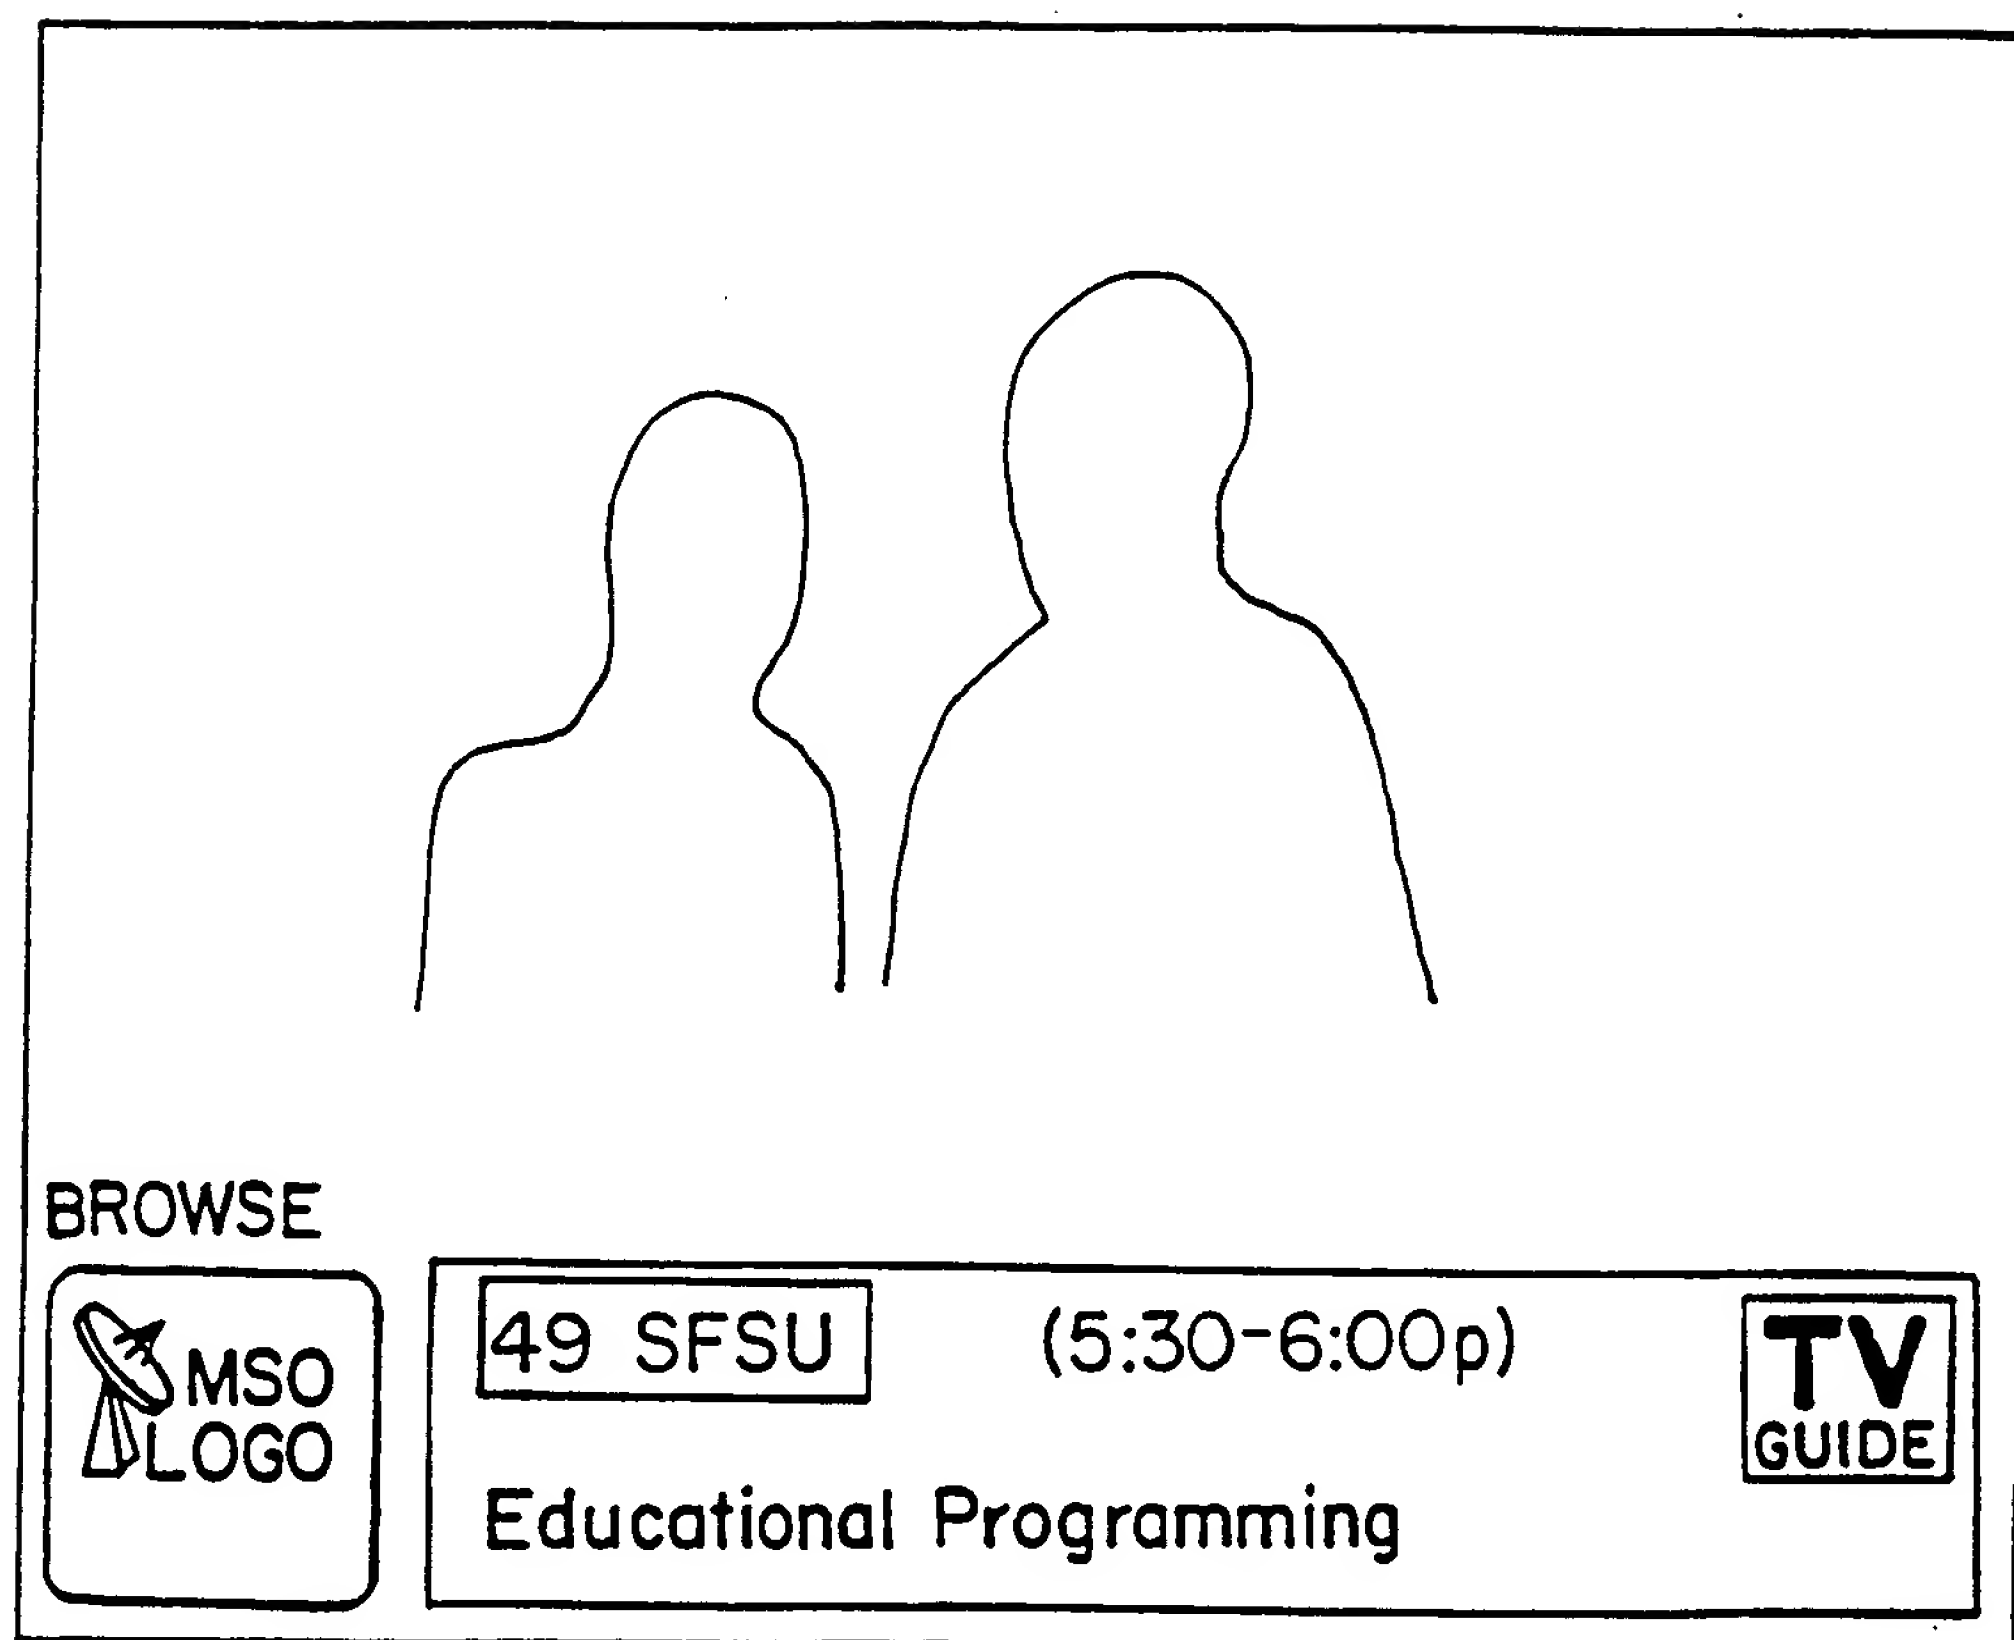 BROWSE
MSO
LOGO
49 SFSU (5:30-6:00p)
TV
GUIDE
Educational Programming